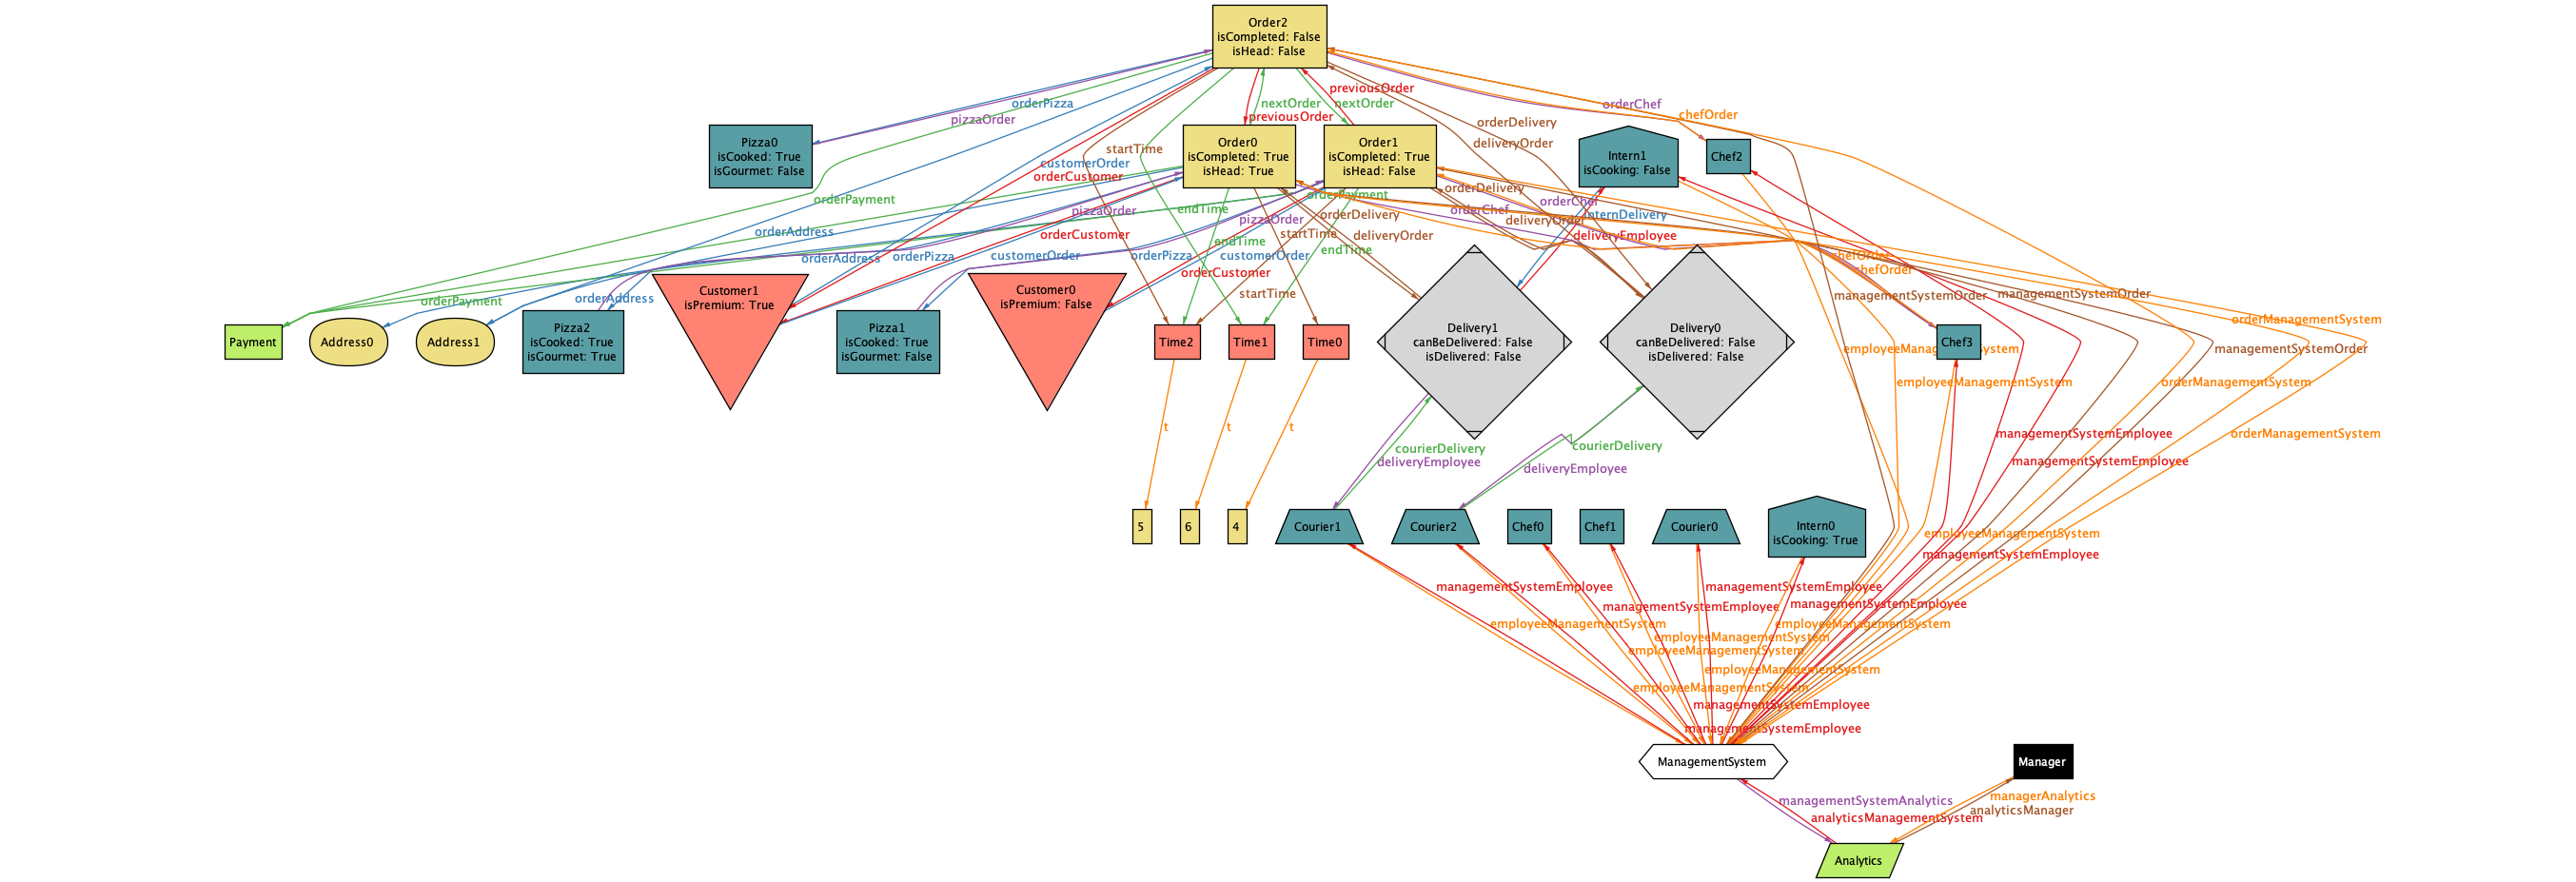 Order2
isCompleted: False
isHead: False
previousOrder
orderPizza
nextOrder
nextOrder
orderChef
chefOrder
pizzaOrder
previousOrder
orderDelivery
deliveryOrder
Pizza0
isCooked: True
isGourmet: False
Order0
isCompleted: True
isHead: True
Order1
isCompleted: True
isHead: False
Intern1
isCooking: False
Chef2
startTime
customerOrder
orderCustomer
orderPayment
orderPayment
orderDelivery
pizzaOrder
endTime
pizzaOrder
orderDelivery
orderChef
orderChef
internDelivery
deliveryOrder
orderAddress
orderCustomer
startTime
deliveryOrder
deliveryEmployee
endTime
endTime
orderAddress
orderPizza
customerOrder
orderPizza
customerOrder
chefOrder
chefOrder
orderCustomer
orderAddress
orderPayment
startTime
managementSystemOrder
managementSystemOrder
Customer1
isPremium: True
Customer0
isPremium: False
orderManagementSystem
Payment
Address0
Address1
Pizza2
isCooked: True
isGourmet: True
Pizza1
isCooked: True
isGourmet: False
Time2
Time1
Time0
Delivery1
canBeDelivered: False
isDelivered: False
Delivery0
canBeDelivered: False
isDelivered: False
Chef3
employeeManagementSystem
managementSystemOrder
employeeManagementSystem
orderManagementSystem
t
t
t
managementSystemEmployee
orderManagementSystem
courierDelivery
deliveryEmployee
courierDelivery
deliveryEmployee
managementSystemEmployee
5
6
4
Courier1
Courier2
Chef0
Chef1
Courier0
Intern0
isCooking: True
employeeManagementSystem
managementSystemEmployee
managementSystemEmployee
managementSystemEmployee
managementSystemEmployee
managementSystemEmployee
employeeManagementSystem
employeeManagementSystem
employeeManagementSystem
employeeManagementSystem
employeeManagementSystem
employeeManagementSystem
managementSystemEmployee
managementSystemEmployee
ManagementSystem
Manager
managementSystemAnalytics
managerAnalytics
analyticsManager
analyticsManagementSystem
Analytics